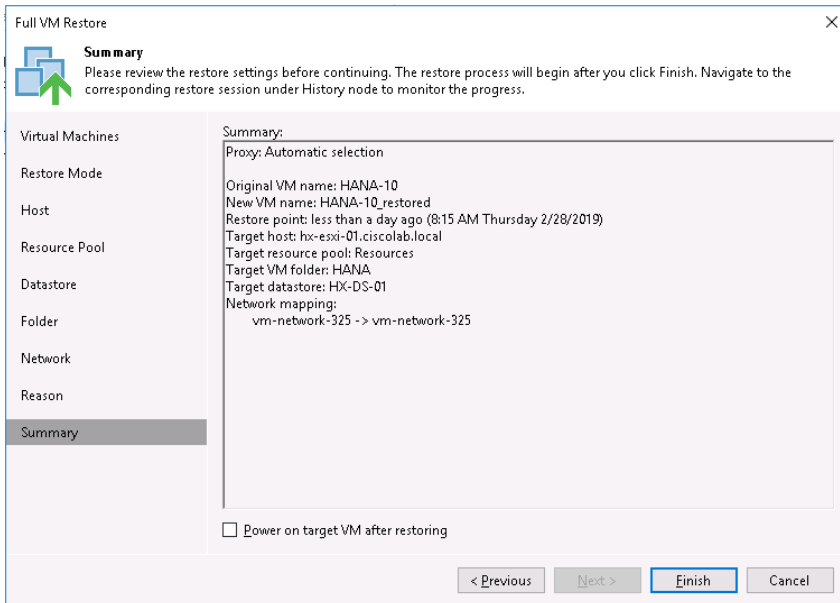 Full VM Restore
Summary
Please review the restore settings before continuing. The restore process will begin after you click Finish. Navigate to the
corresponding restore session under History node to monitor the progress.
Virtual Machines
Restore Mode
Host
Resource Pool
Datastore
Folder
Network
Reason
Summary
Summary:
Proxy: Automatic selection
Original VM name: HANA-10
New VM name: HANA-10_restored
Restore point: less than a day ago (8:15 AM Thursday 2/28/2019)
Target host: hx-esxi-01.ciscolab.local
Target resource pool: Resources
Target VM folder: HANA
Target datastore: HX-DS-01
Network mapping:
vm-network-325 -> vm-network-325
Power on target VM after restoring
< Previous
Next >
Finish
Cancel